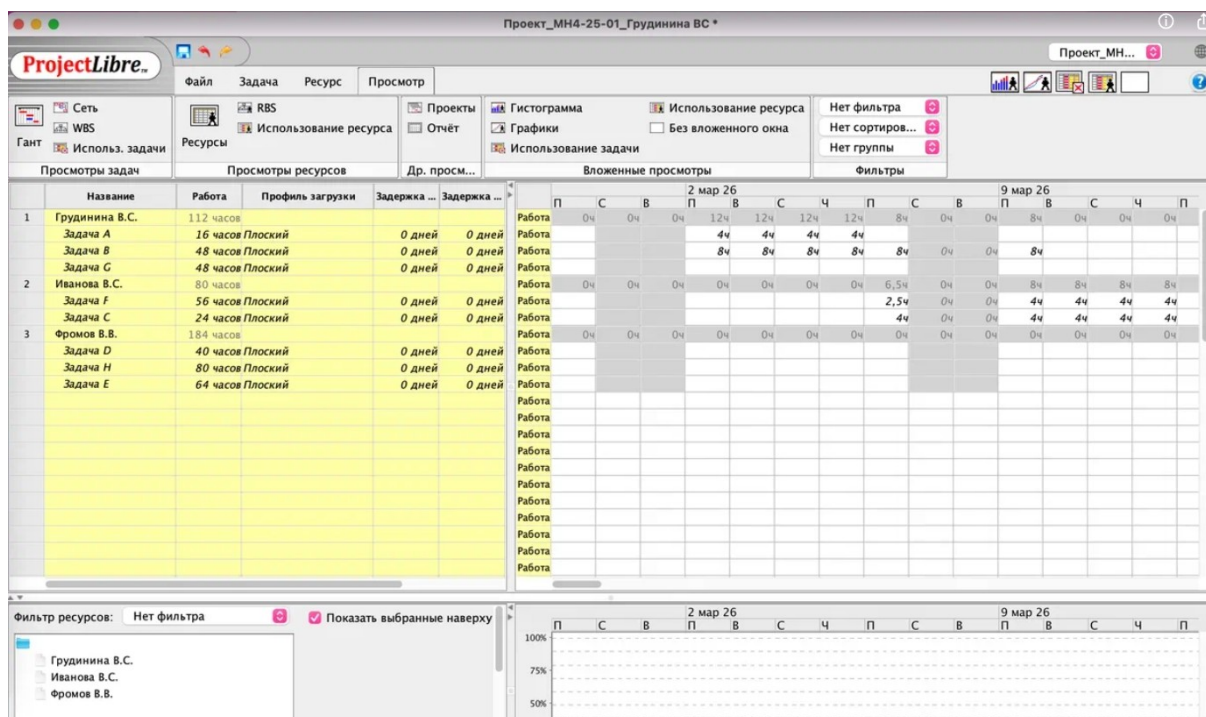 Проект_МН4-25-01_Грудинина ВС *
ProjectLibre™ Проект_МН...
Файл Задача Ресурс Просмотр
Сеть RBS Проекты Гистограмма Использование ресурса Нет фильтра
WBS Использование ресурса Отчёт Графики Без вложенного окна Нет сортиров...
Гант Использ. задачи Ресурсы Использование задачи Нет группы
Просмотры задач Просмотры ресурсов Др. просм... Вложенные просмотры Фильтры
2 мар 26 9 мар 26
Название Работа Профиль загрузки Задержка ... Задержка ... П С В П В С Ч П С В П В С Ч П
1 Грудинина В.С. 112 часов Работа 0ч 0ч 0ч 12ч 12ч 12ч 12ч 8ч 0ч 0ч 8ч 0ч 0ч 0ч
Задача A 16 часов Плоский 0 дней 0 дней Работа 4ч 4ч 4ч 4ч
Задача B 48 часов Плоский 0 дней 0 дней Работа 8ч 8ч 8ч 8ч 8ч 0ч 0ч 8ч
Задача G 48 часов Плоский 0 дней 0 дней Работа
2 Иванова В.С. 80 часов Работа 0ч 0ч 0ч 0ч 0ч 0ч 0ч 6,5ч 0ч 0ч 8ч 8ч 8ч 8ч
Задача F 56 часов Плоский 0 дней 0 дней Работа 2,5ч 0ч 0ч 4ч 4ч 4ч 4ч
Задача C 24 часов Плоский 0 дней 0 дней Работа 4ч 0ч 0ч 4ч 4ч 4ч 4ч
3 Фромов В.В. 184 часов Работа 0ч 0ч 0ч 0ч 0ч 0ч 0ч 0ч 0ч 0ч 0ч 0ч 0ч 0ч
Задача D 40 часов Плоский 0 дней 0 дней Работа
Задача H 80 часов Плоский 0 дней 0 дней Работа
Задача E 64 часов Плоский 0 дней 0 дней Работа
Работа
Работа
Работа
Работа
Работа
Работа
Работа
Работа
Работа
Работа
Работа
Фильтр ресурсов: Нет фильтра Показать выбранные наверху 2 мар 26 9 мар 26
П С В П В С Ч П С В П В С Ч П
100%
Грудинина В.С.
Иванова В.С. 75%
Фромов В.В.
50%